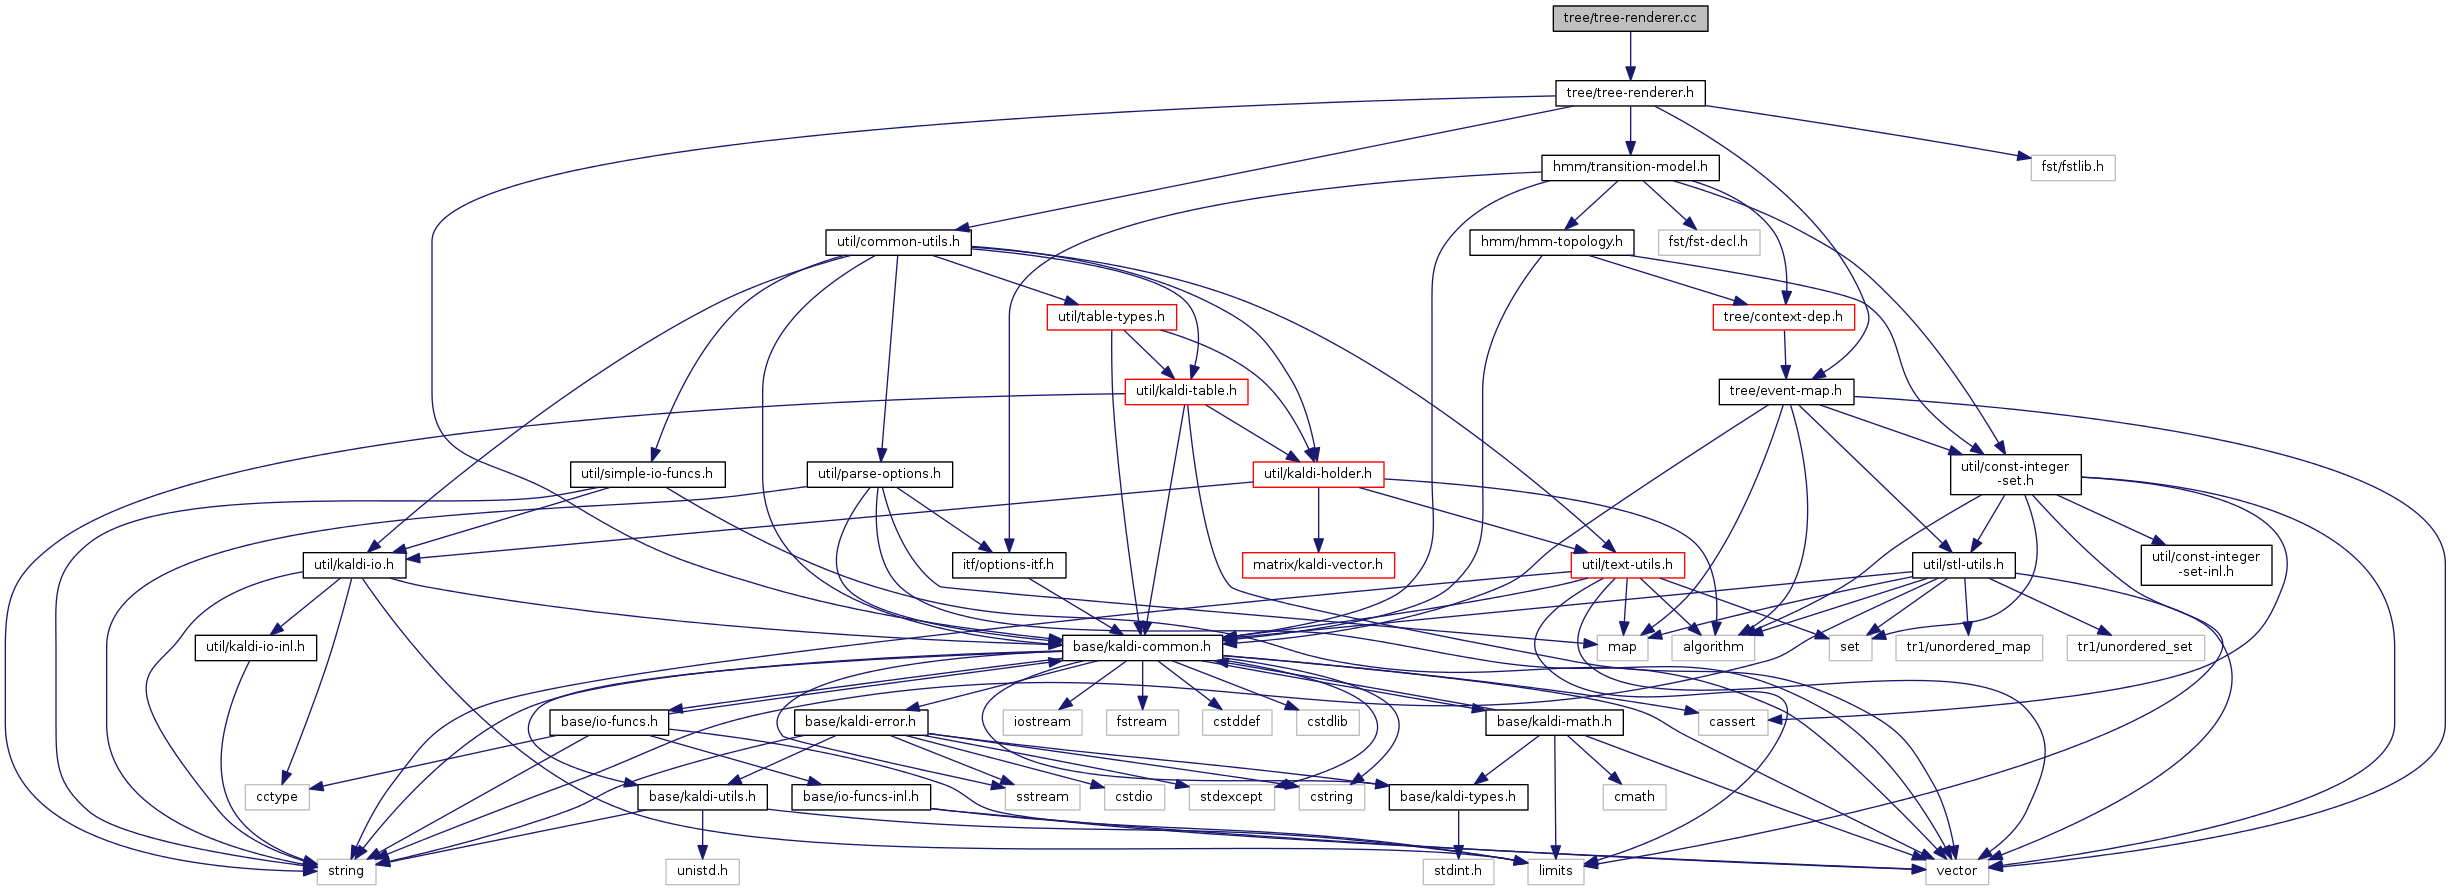 tree/tree-renderer.cc
tree/tree-renderer.h
hmm/transition-model.h
fst/fstlib.h
util/common-utils.h
hmm/hmm-topology.h
fst/fst-decl.h
util/table-types.h
tree/context-dep.h
util/kaldi-table.h
tree/event-map.h
util/simple-io-funcs.h
util/parse-options.h
util/kaldi-holder.h
util/const-integer
-set.h
util/kaldi-io.h
itf/options-itf.h
matrix/kaldi-vector.h
util/text-utils.h
util/stl-utils.h
util/const-integer
-set-inl.h
util/kaldi-io-inl.h
base/kaldi-common.h
map
algorithm
set
tr1/unordered_map
tr1/unordered_set
base/io-funcs.h
base/kaldi-error.h
iostream
fstream
cstddef
cstdlib
base/kaldi-math.h
cassert
cctype
base/kaldi-utils.h
base/io-funcs-inl.h
sstream
cstdio
stdexcept
cstring
base/kaldi-types.h
cmath
string
unistd.h
stdint.h
limits
vector